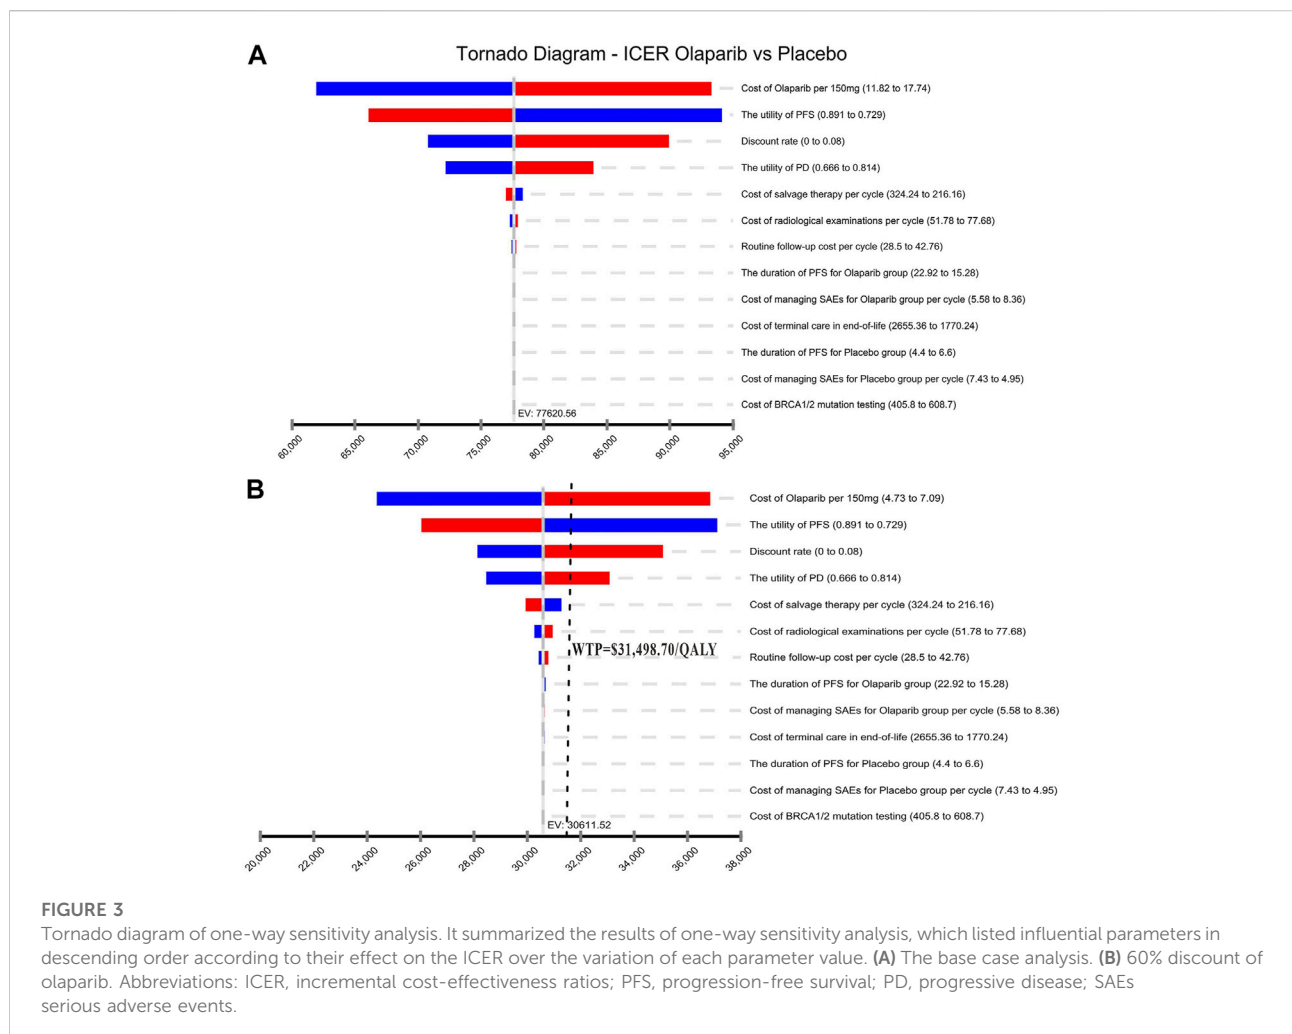 A
Tornado Diagram - ICER Olaparib vs Placebo
Cost of Olaparib per 150mg (11.82 to 17.74)
The utility of PFS (0.891 to 0.729)
Discount rate (0 to 0.08)
The utility of PD (0.666 to 0.814)
Cost of salvage therapy per cycle (324.24 to 216.16)
Cost of radiological examinations per cycle (51.78 to 77.68)
Routine follow-up cost per cycle (28.5 to 42.76)
The duration of PFS for Olaparib group (22.92 to 15.28)
Cost of managing SAEs for Olaparib group per cycle (5.58 to 8.36)
Cost of terminal care in end-of-life (2655.36 to 1770.24)
The duration of PFS for Placebo group (4.4 to 6.6)
Cost of managing SAEs for Placebo group per cycle (7.43 to 4.95)
Cost of BRCA1/2 mutation testing (405.8 to 608.7)
EV: 77620.56
60,000 65,000 70,000 75,000 80,000 85,000 90,000 95,000
B
Cost of Olaparib per 150mg (4.73 to 7.09)
The utility of PFS (0.891 to 0.729)
Discount rate (0 to 0.08)
The utility of PD (0.666 to 0.814)
Cost of salvage therapy per cycle (324.24 to 216.16)
Cost of radiological examinations per cycle (51.78 to 77.68)
WTP=$31,498.70/QALY
Routine follow-up cost per cycle (28.5 to 42.76)
The duration of PFS for Olaparib group (22.92 to 15.28)
Cost of managing SAEs for Olaparib group per cycle (5.58 to 8.36)
Cost of terminal care in end-of-life (2655.36 to 1770.24)
The duration of PFS for Placebo group (4.4 to 6.6)
Cost of managing SAEs for Placebo group per cycle (7.43 to 4.95)
Cost of BRCA1/2 mutation testing (405.8 to 608.7)
EV: 30611.52
20,000 22,000 24,000 26,000 28,000 30,000 32,000 34,000 36,000 38,000
FIGURE 3
Tornado diagram of one-way sensitivity analysis. It summarized the results of one-way sensitivity analysis, which listed influential parameters in
descending order according to their effect on the ICER over the variation of each parameter value. (A) The base case analysis. (B) 60% discount of
olaparib. Abbreviations: ICER, incremental cost-effectiveness ratios; PFS, progression-free survival; PD, progressive disease; SAEs
serious adverse events.